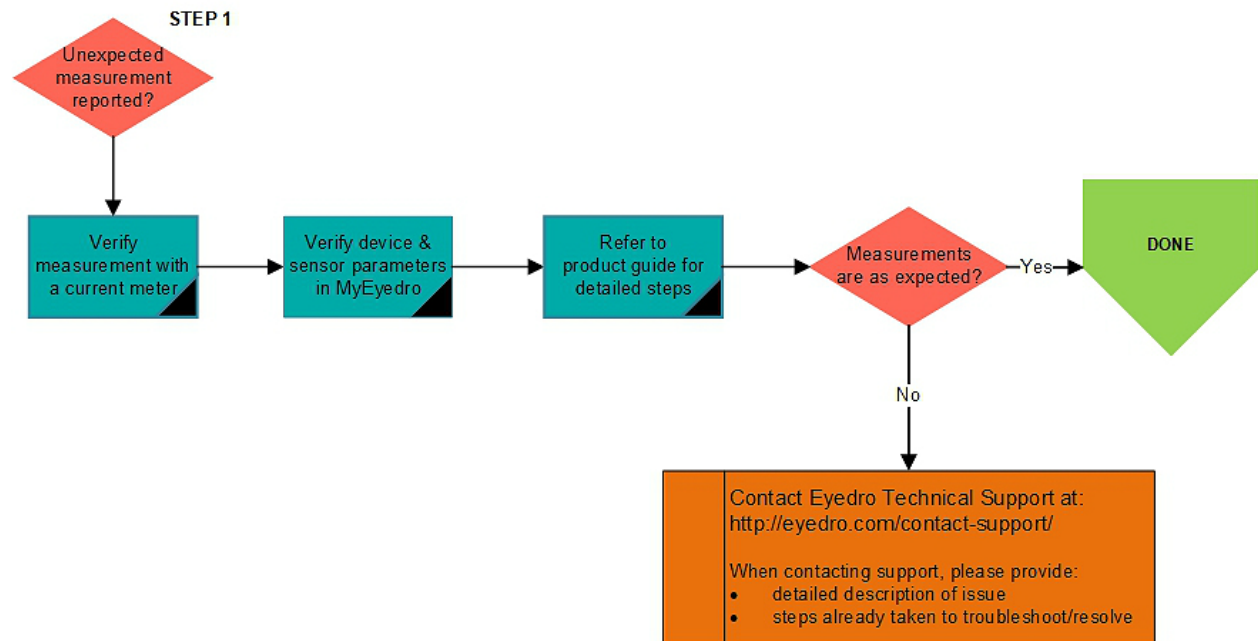 STEP 1
Unexpected
measurement
reported?
Verify
measurement with
a current meter
Verify device &
sensor parameters
in MyEyedro
Refer to
product guide for
detailed steps
Measurements
are as expected?
Yes
DONE
No
Contact Eyedro Technical Support at:
http://eyedro.com/contact-support/
When contacting support, please provide:
• detailed description of issue
• steps already taken to troubleshoot/resolve